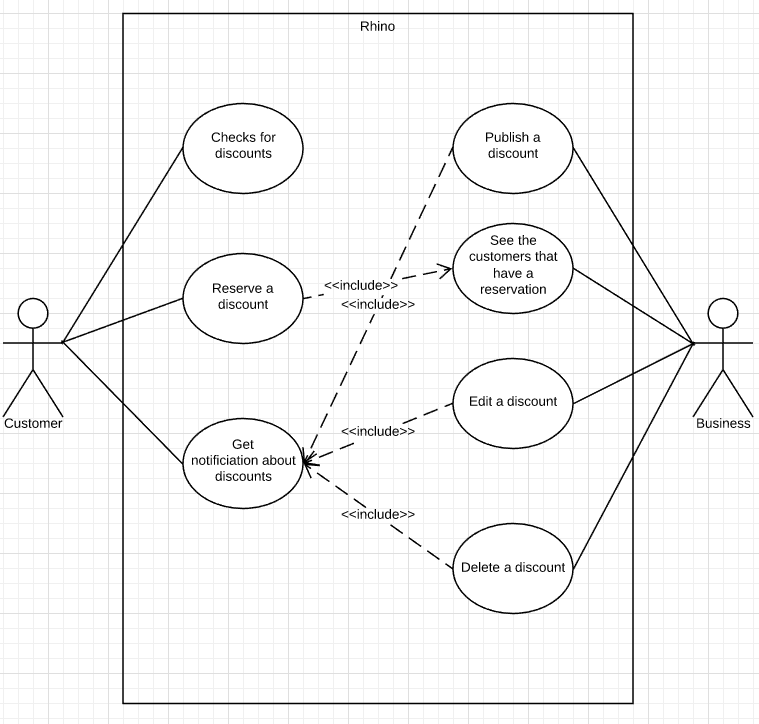 Rhino
Checks for
discounts
Publish a
discount
See the
customers that
have a
reservation
Reserve a
discount
<<include>>
<<include>>
Customer
Business
Edit a discount
<<include>>
Get
notificiation about
discounts
<<include>>
Delete a discount